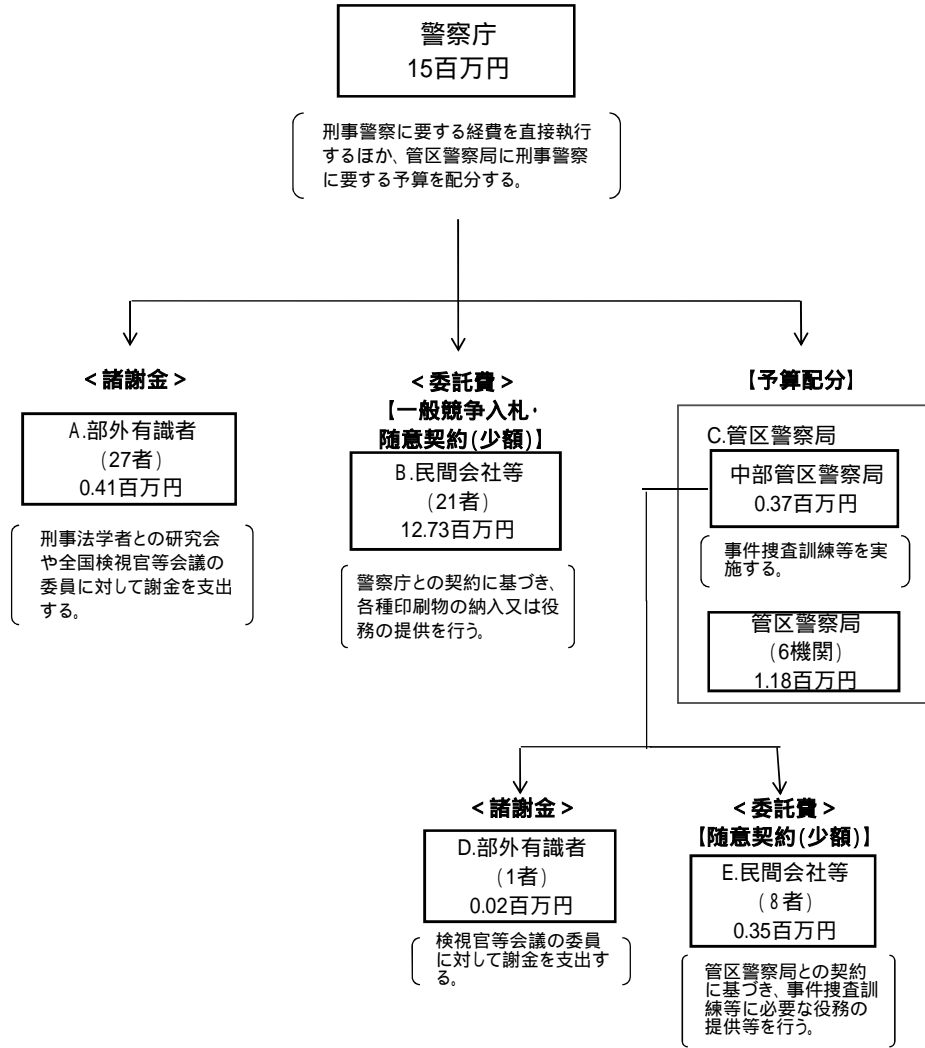 警察庁
15百万円
刑事警察に要する経費を直接執行
するほか、管区警察局に刑事警察
に要する予算を配分する。
<諸謝金>
A.部外有識者
(27者)
0.41百万円
刑事法学者との研究会
や全国検視官等会議の
委員に対して謝金を支出
する。
<委託費>
【一般競争入札・
随意契約(少額)】
B.民間会社等
(21者)
12.73百万円
警察庁との契約に基づき、
各種印刷物の納入又は役
務の提供を行う。
【予算配分】
C.管区警察局
中部管区警察局
0.37百万円
事件捜査訓練等を実
施する。
管区警察局
(6機関)
1.18百万円
<諸謝金>
D.部外有識者
(1者)
0.02百万円
検視官等会議の委員
に対して謝金を支出す
る。
<委託費>
【随意契約(少額)】
E.民間会社等
(8者)
0.35百万円
管区警察局との契約
に基づき、事件捜査訓
練等に必要な役務の
提供等を行う。